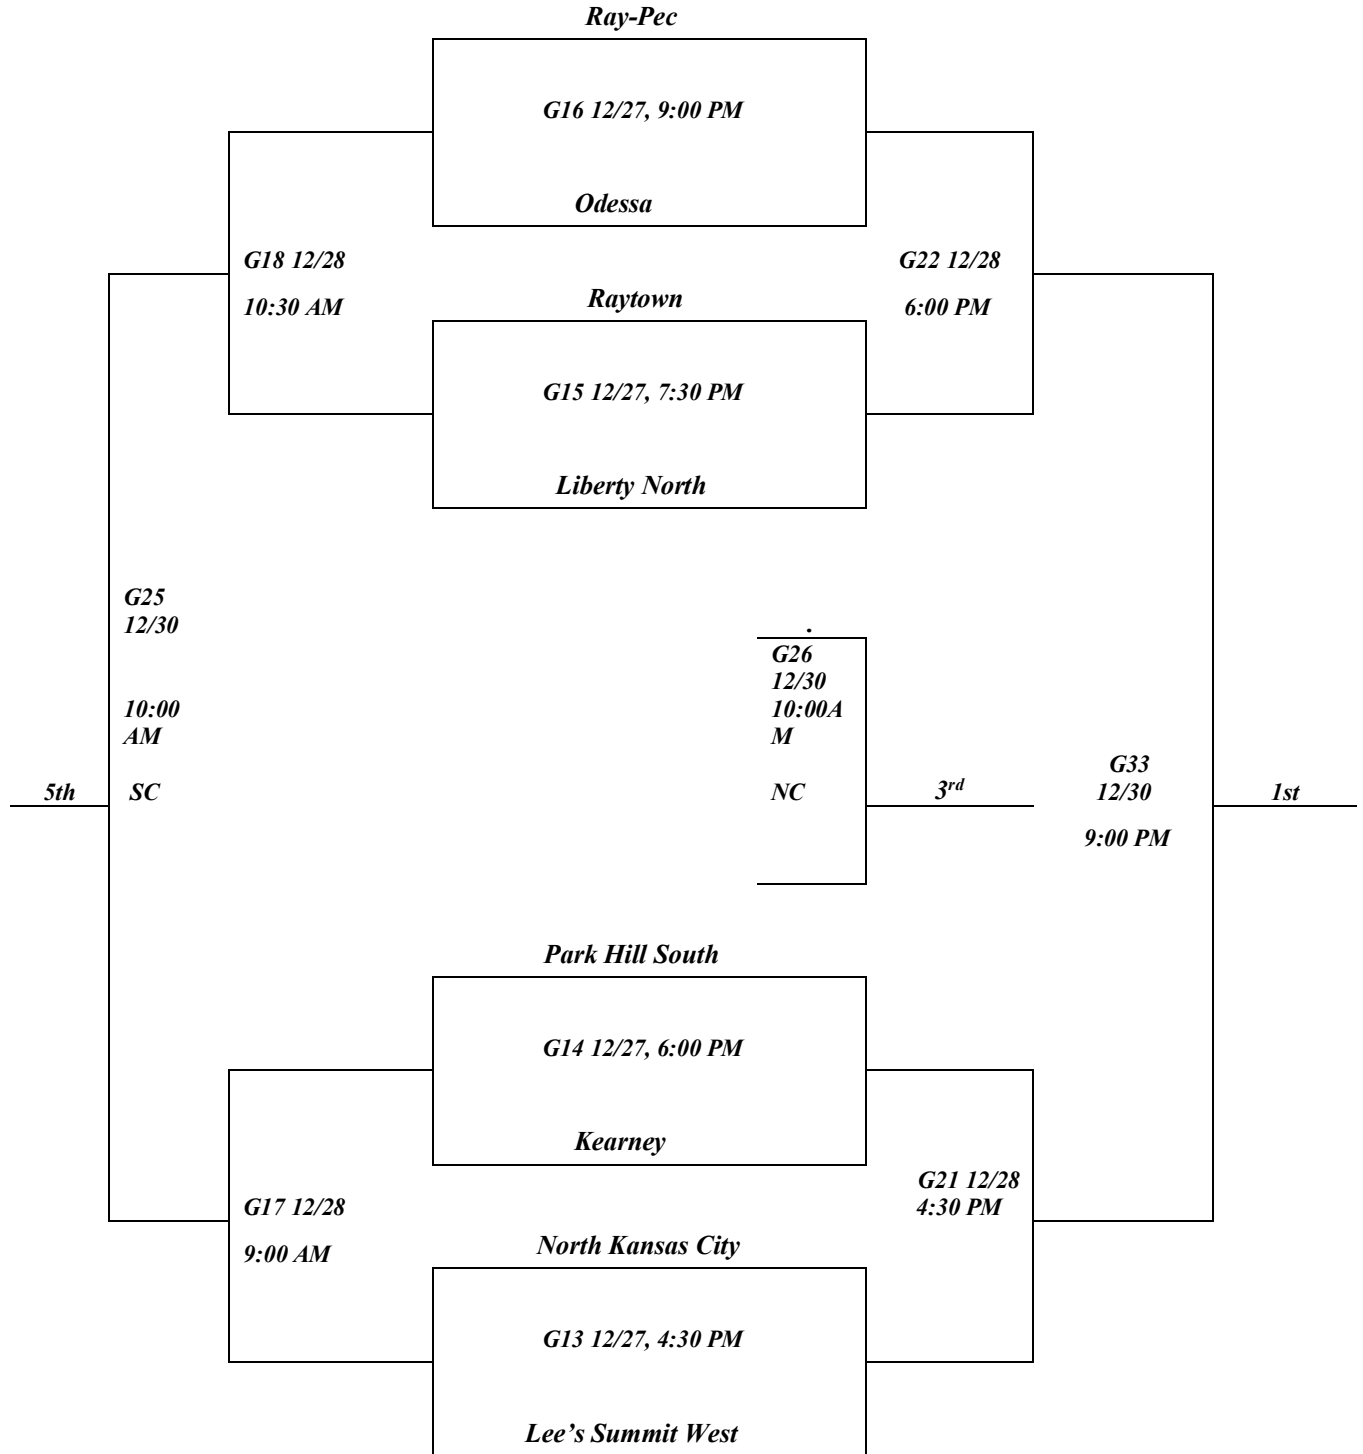 Ray-Pec
G16 12/27, 9:00 PM
Odessa
G18 12/28
10:30 AM
G22 12/28
6:00 PM
Raytown
G15 12/27, 7:30 PM
Liberty North
G25
12/30
10:00
AM
SC
5th
.
G26
12/30
10:00A
M
NC
3rd
G33
12/30
9:00 PM
1st
Park Hill South
G14 12/27, 6:00 PM
Kearney
G17 12/28
9:00 AM
G21 12/28
4:30 PM
North Kansas City
G13 12/27, 4:30 PM
Lee’s Summit West